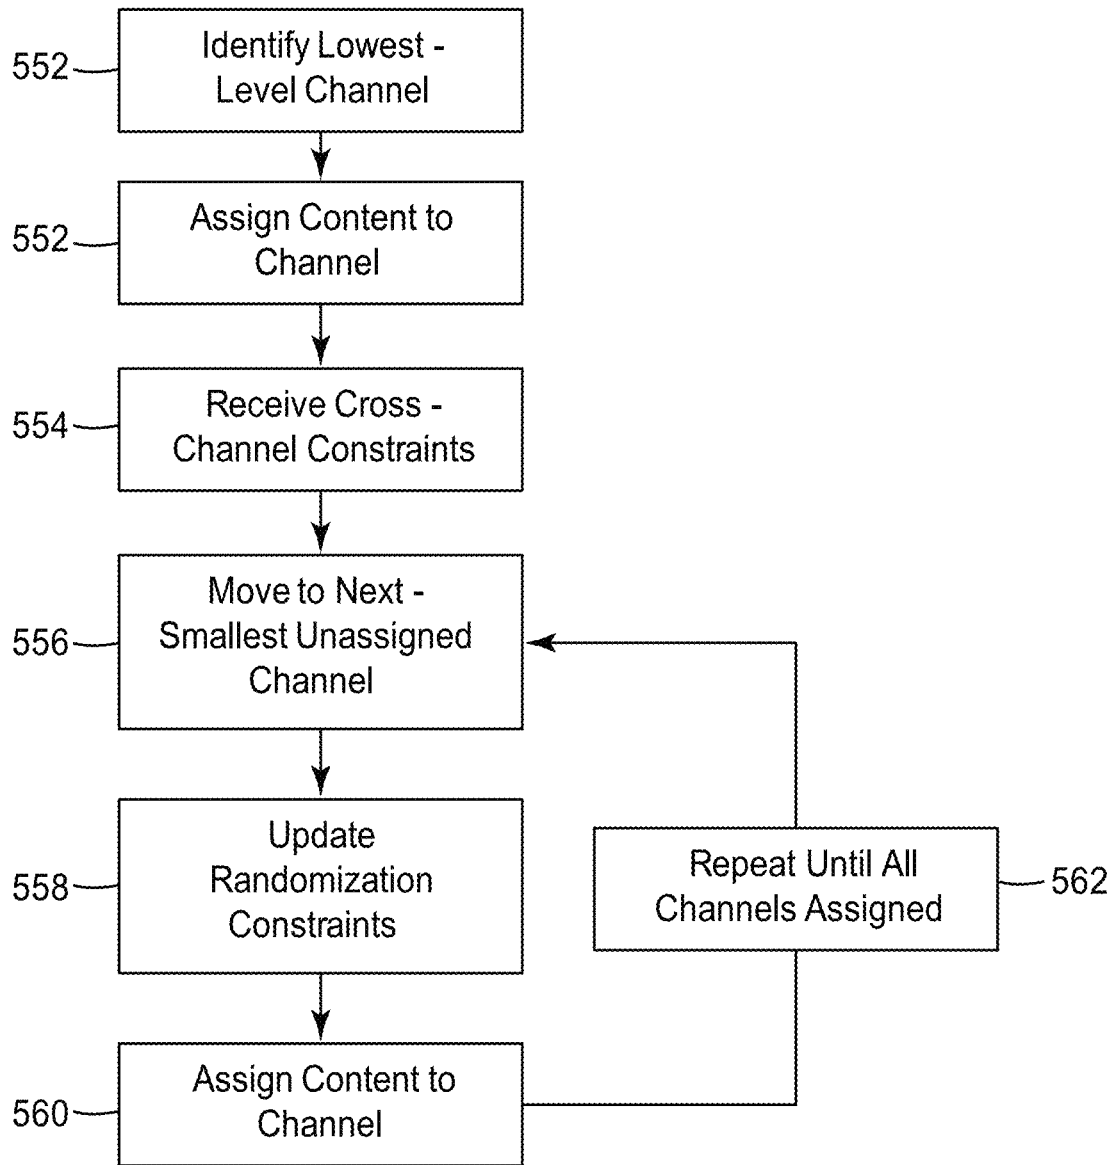 552
Identify Lowest -
Level Channel
552
Assign Content to
Channel
554
Receive Cross -
Channel Constraints
556
Move to Next -
Smallest Unassigned
Channel
558
Update
Randomization
Constraints
Repeat Until All
Channels Assigned
562
560
Assign Content to
Channel